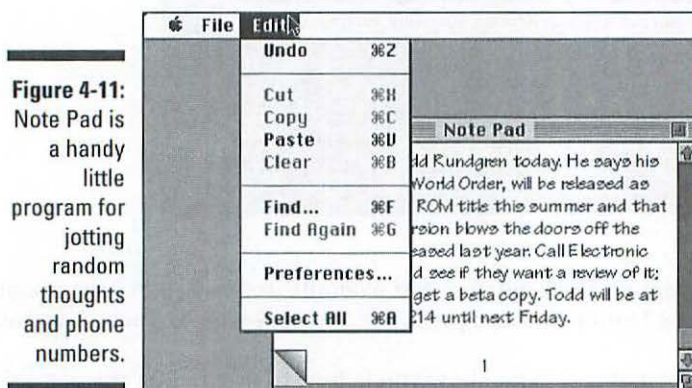 Figure 4-11:
Note Pad is
a handy
little
program for
jotting
random
thoughts
and phone
numbers.
File Edit
Undo ⌘Z
Cut ⌘X
Copy ⌘C
Paste ⌘V
Clear ⌘B
Find... ⌘F
Find Again ⌘G
Preferences...
Select All ⌘A
Note Pad
Rundgren today. He says his
World Order, will be released as
ROM title this summer and that
blows the doors off the
last year. Call Electronic
see if they want a review of it;
get a beta copy. Todd will be at
214 until next Friday.
1